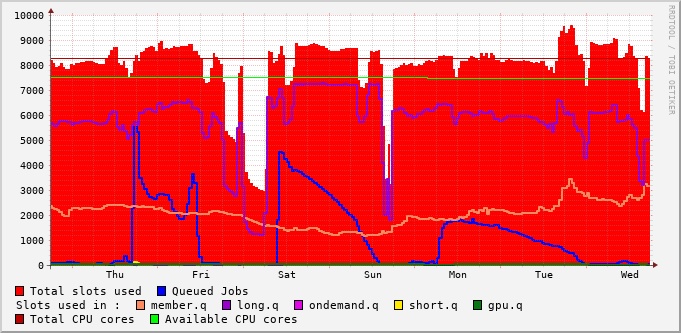 10000
9000
8000
7000
6000
5000
4000
3000
2000
1000
0
Thu Fri Sat Sun Mon Tue Wed
RRDTOOL / TOBI OETIKER
Total slots used Queued Jobs
Slots used in : member.q long.q ondemand.q short.q gpu.q
Total CPU cores Available CPU cores